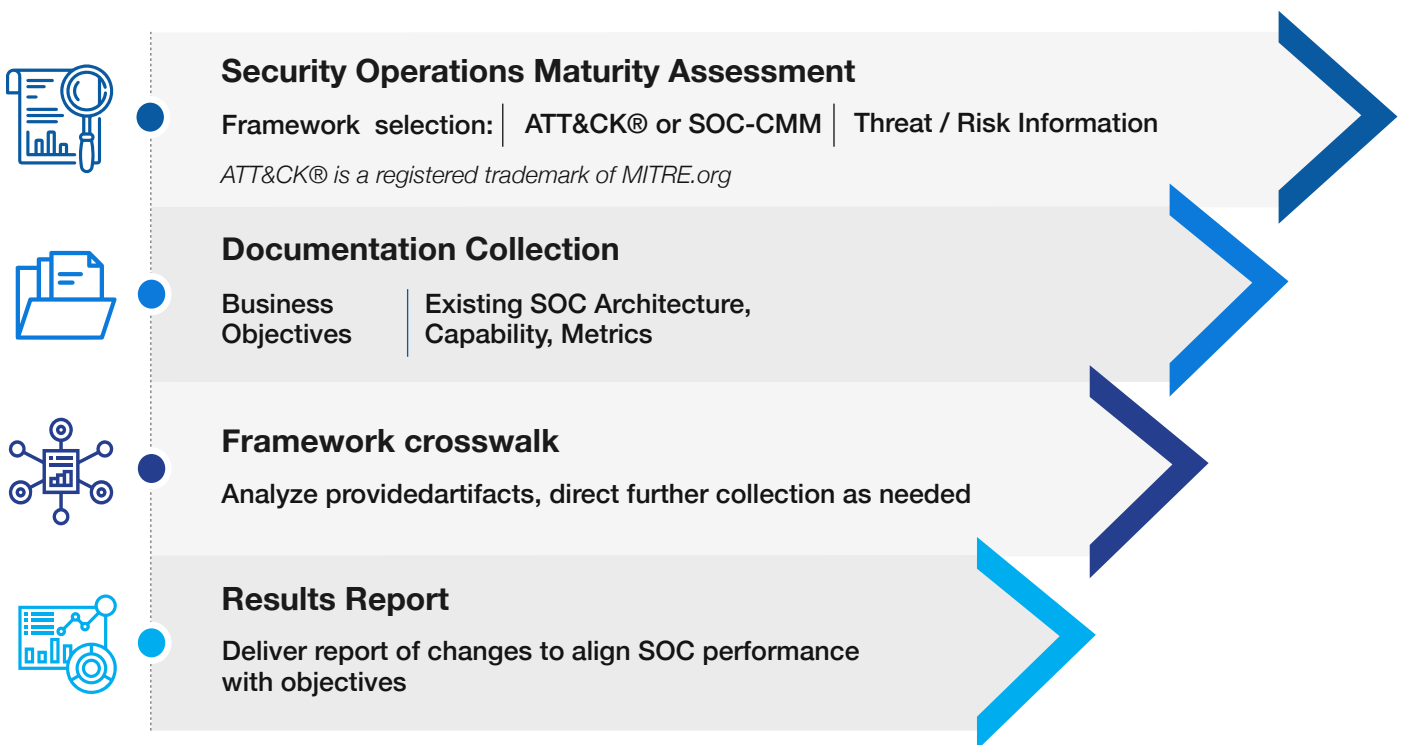 Security Operations Maturity Assessment
Framework selection: ATT&CK® or SOC-CMM Threat / Risk Information
ATT&CK® is a registered trademark of MITRE.org
Documentation Collection
Business
Objectives
Existing SOC Architecture,
Capability, Metrics
Framework crosswalk
Analyze providedartifacts, direct further collection as needed
Results Report
Deliver report of changes to align SOC performance
with objectives